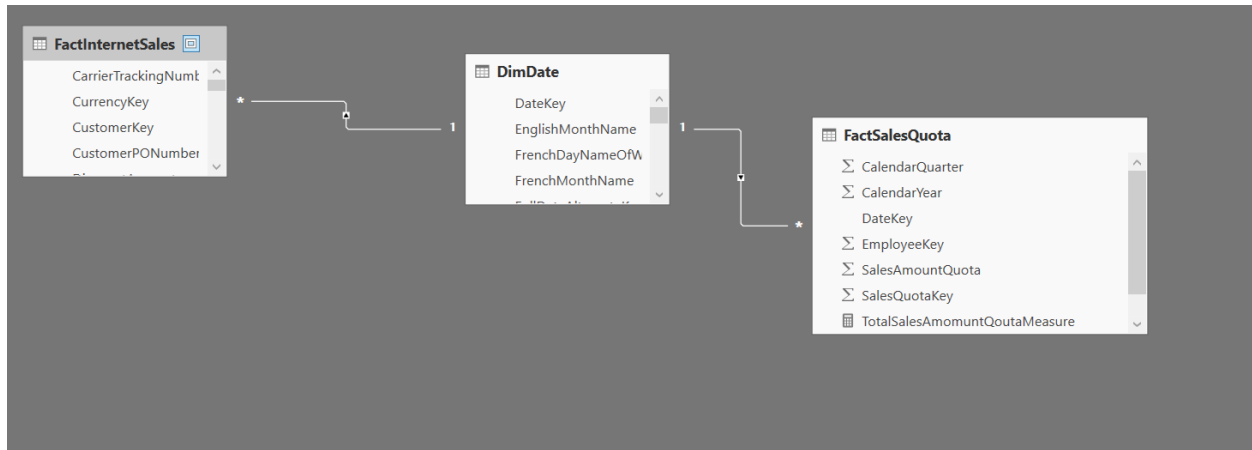 FactInternetSales
CarrierTrackingNumb
CurrencyKey
CustomerKey
CustomerPONumber
*
1
DimDate
DateKey
EnglishMonthName
FrenchDayNameOfW
FrenchMonthName
1
*
FactSalesQuota
Σ CalendarQuarter
Σ CalendarYear
DateKey
Σ EmployeeKey
Σ SalesAmountQuota
Σ SalesQuotaKey
TotalSalesAmomuntQoutaMeasure